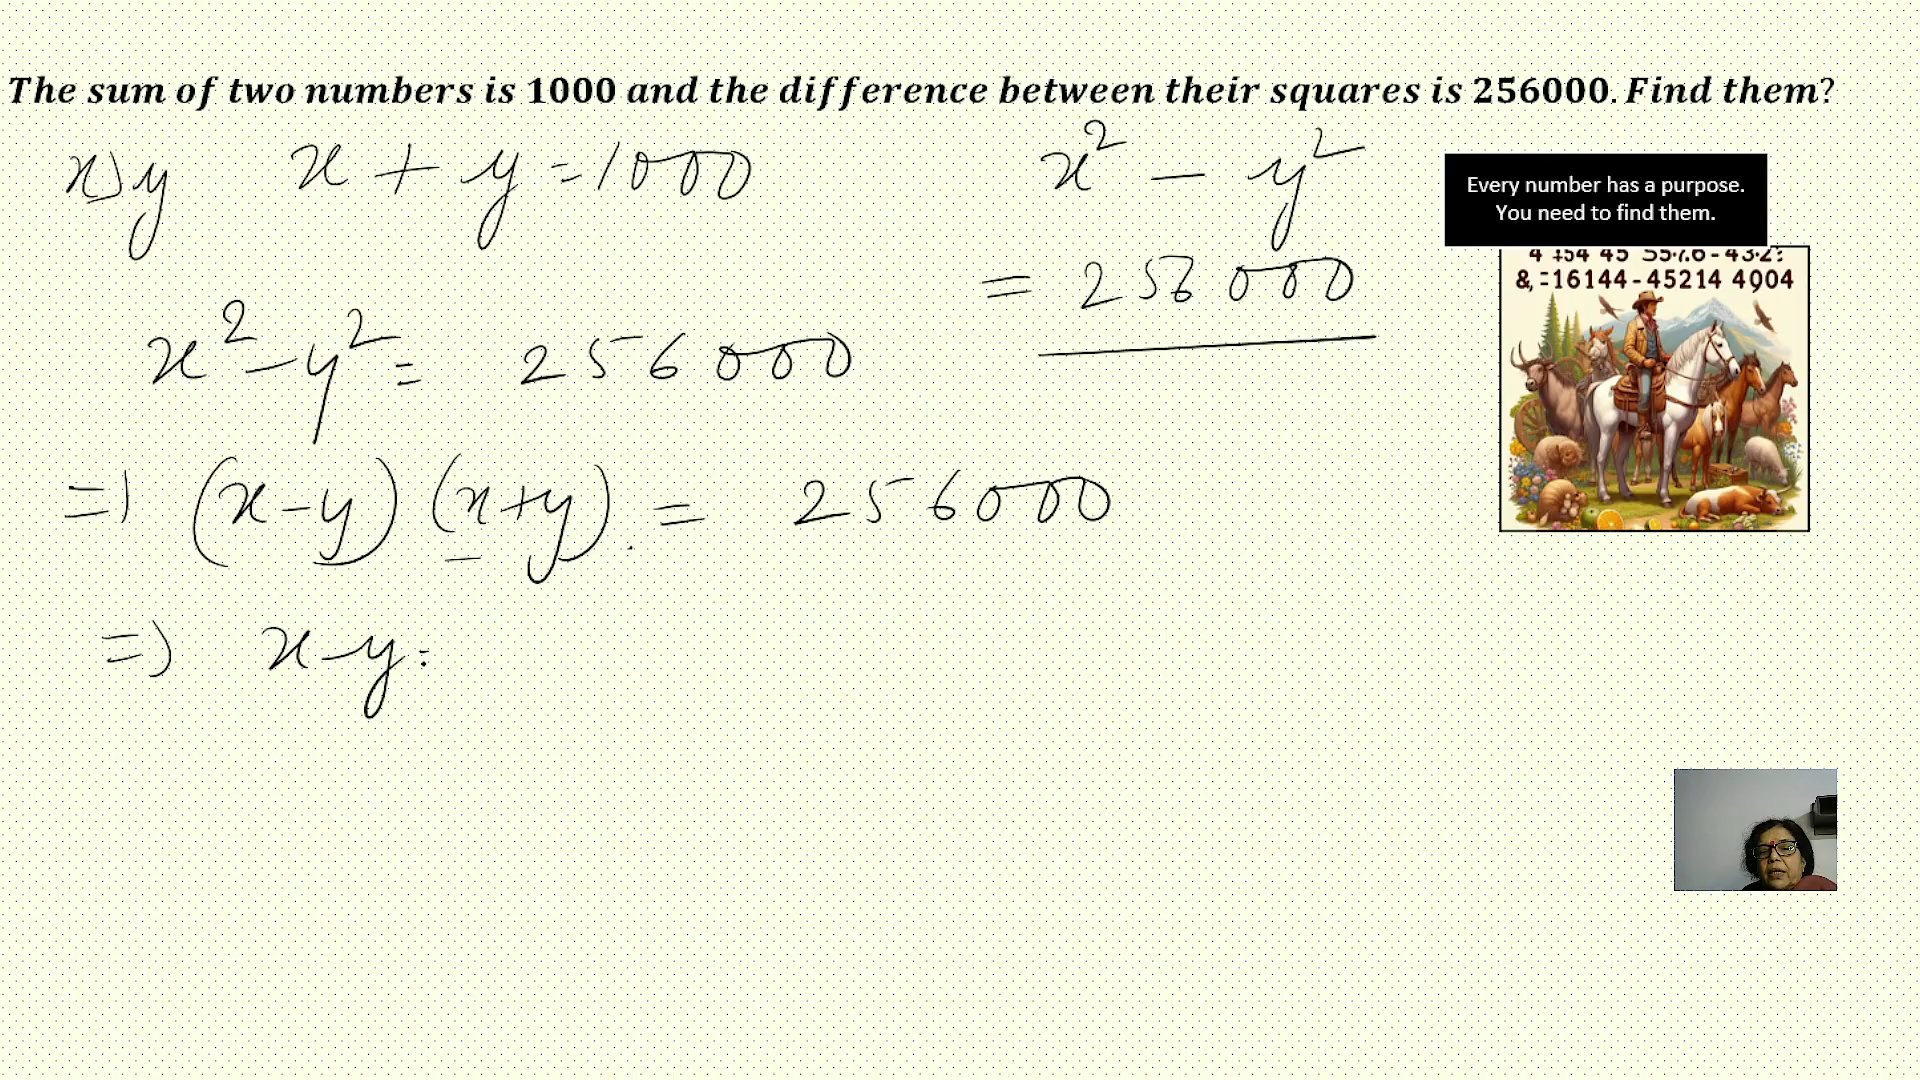 The sum of two numbers is 1000 and the difference between their squares is 256000. Find them?
x, y x + y = 1000
x² - y²
= 256000
Every number has a purpose.
You need to find them.
&,=16144-45214 4904
x² - y² = 256000
=) (x-y) (x+y) = 256000
=) x-y =